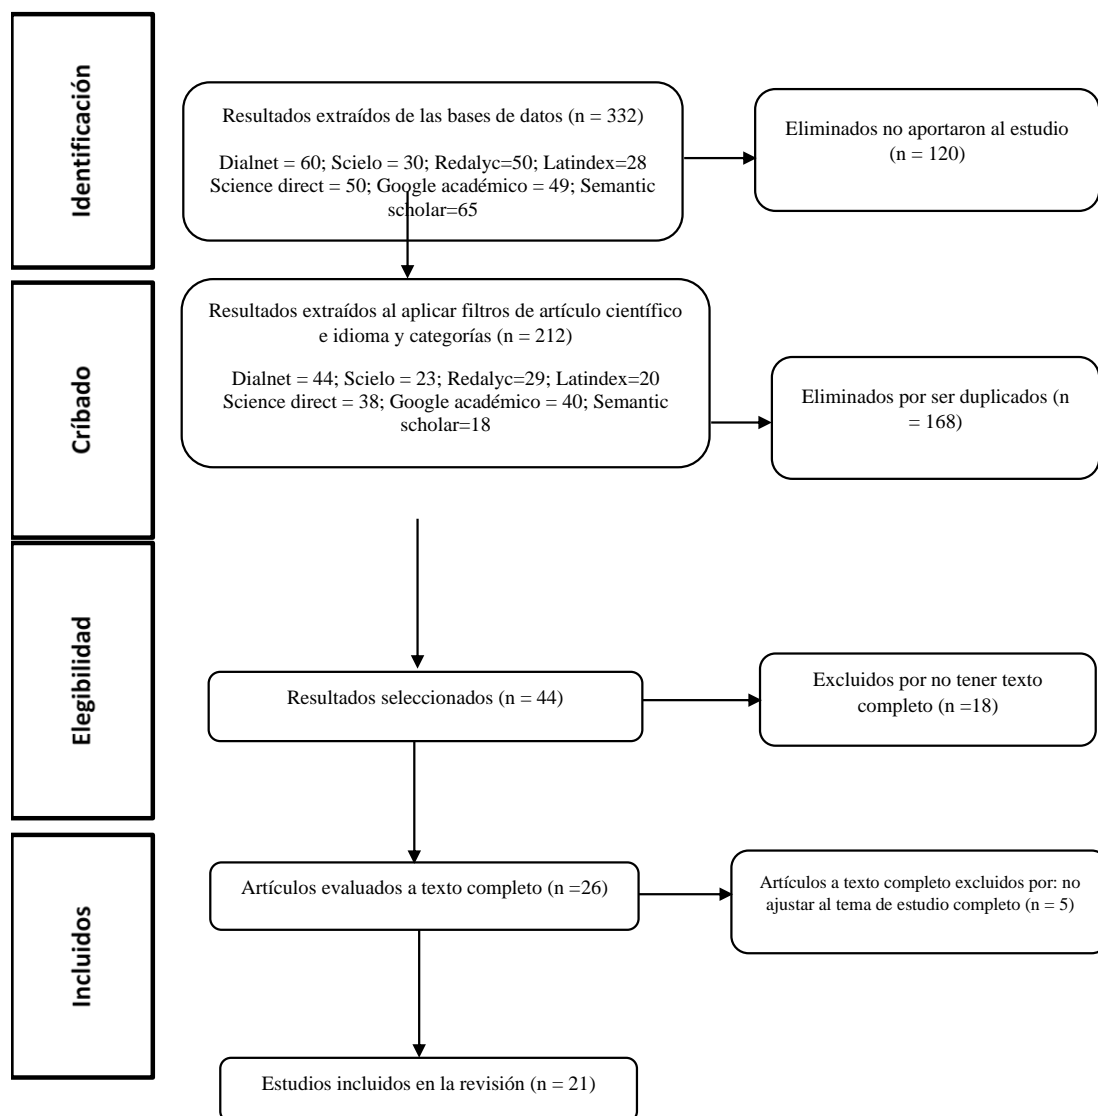 Identificación
Resultados extraídos de las bases de datos (n = 332)
Dialnet = 60; Scielo = 30; Redalyc=50; Latindex=28
Science direct = 50; Google académico = 49; Semantic
scholar=65
Eliminados no aportaron al estudio
(n = 120)
Críbado
Resultados extraídos al aplicar filtros de artículo científico
e idioma y categorías (n = 212)
Dialnet = 44; Scielo = 23; Redalyc=29; Latindex=20
Science direct = 38; Google académico = 40; Semantic
scholar=18
Eliminados por ser duplicados (n
= 168)
Elegibilidad
Resultados seleccionados (n = 44)
Excluidos por no tener texto
completo (n =18)
Incluidos
Artículos evaluados a texto completo (n =26)
Artículos a texto completo excluidos por: no
ajustar al tema de estudio completo (n = 5)
Estudios incluidos en la revisión (n = 21)